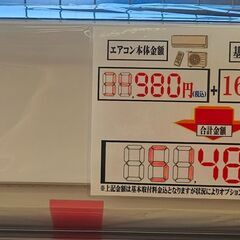 エアコン本体金額
基
980円(税込)
+
16
合計金額
5146
※上記金額は基本取付料金込となりますが状況によりオプション